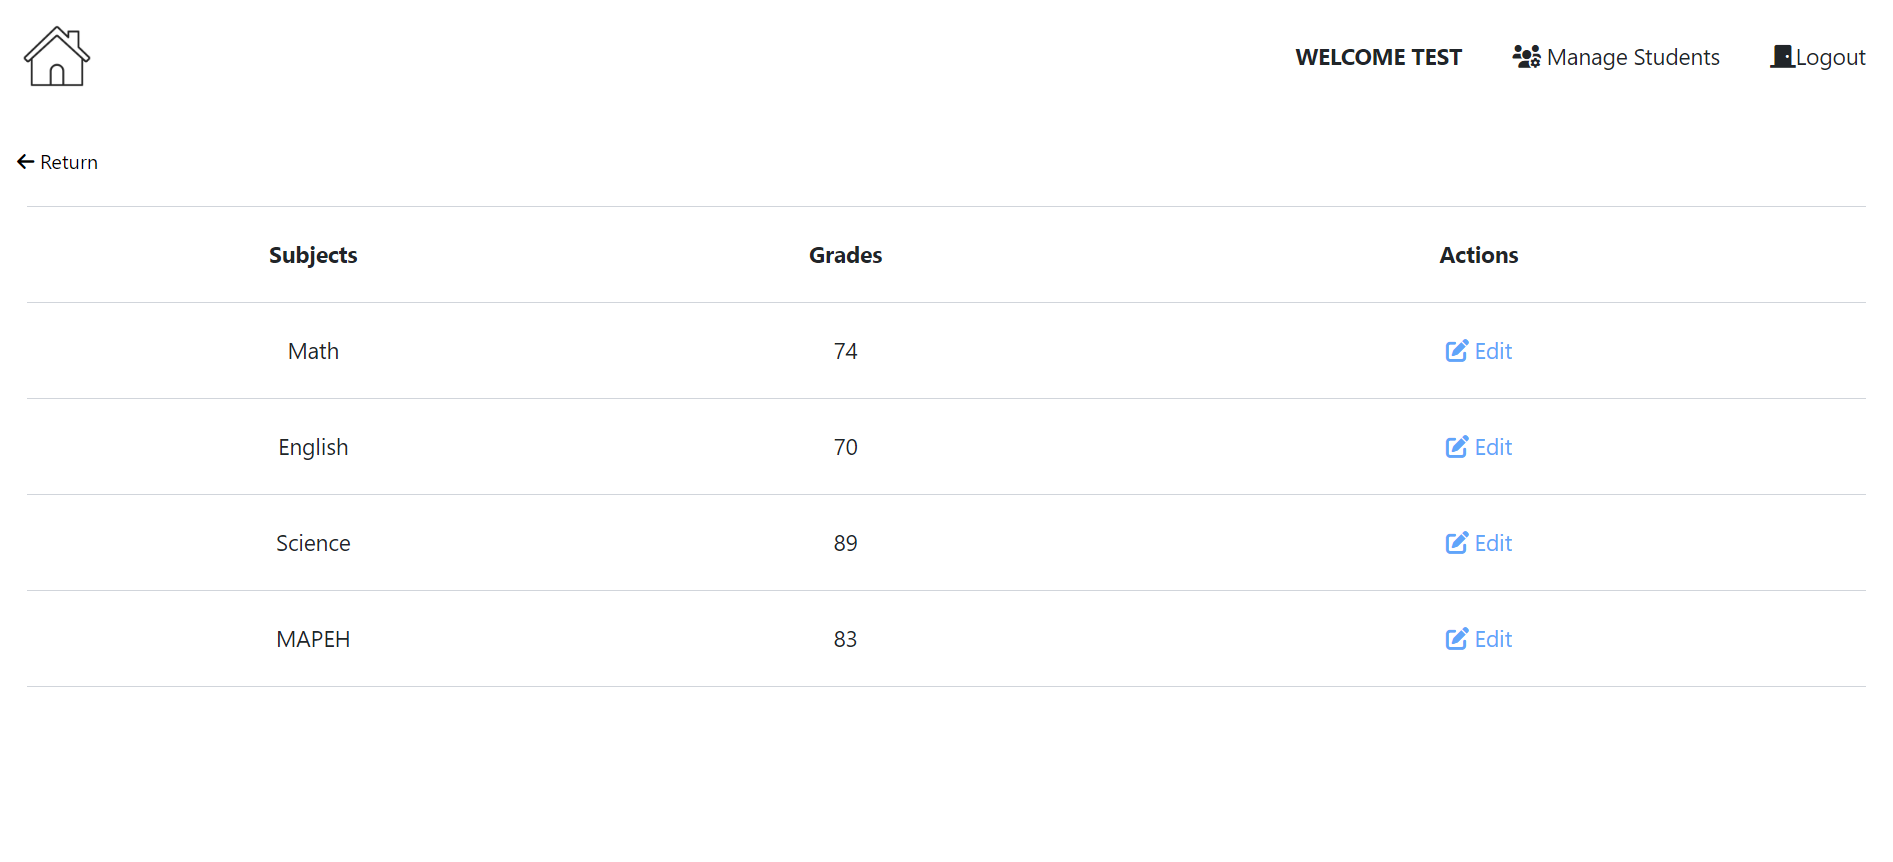 WELCOME TEST Manage Students Logout
Return
Subjects Grades Actions
Math 74 Edit
English 70 Edit
Science 89 Edit
MAPEH 83 Edit